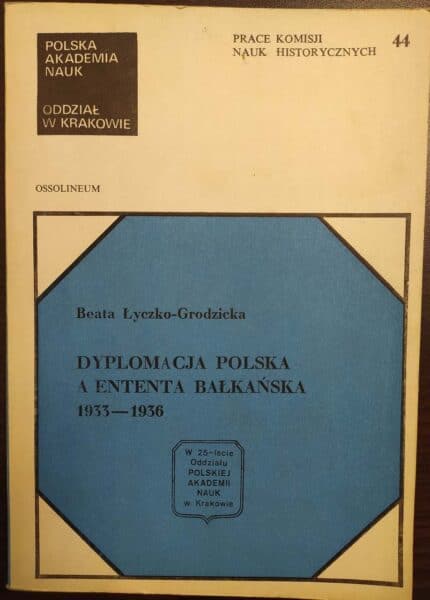 POLSKA
AKADEMIA
NAUK
ODDZIAŁ
W KRAKOWIE
PRACE KOMISJI
NAUK HISTORYCZNYCH
44
OSSOLINEUM
Beata Łyczko-Grodzicka
DYPLOMACJA POLSKA
A ENTENTA BAŁKAŃSKA
1933—1936
W 25-lecie
Oddziału
POLSKIEJ
AKADEMII
NAUK
w Krakowie